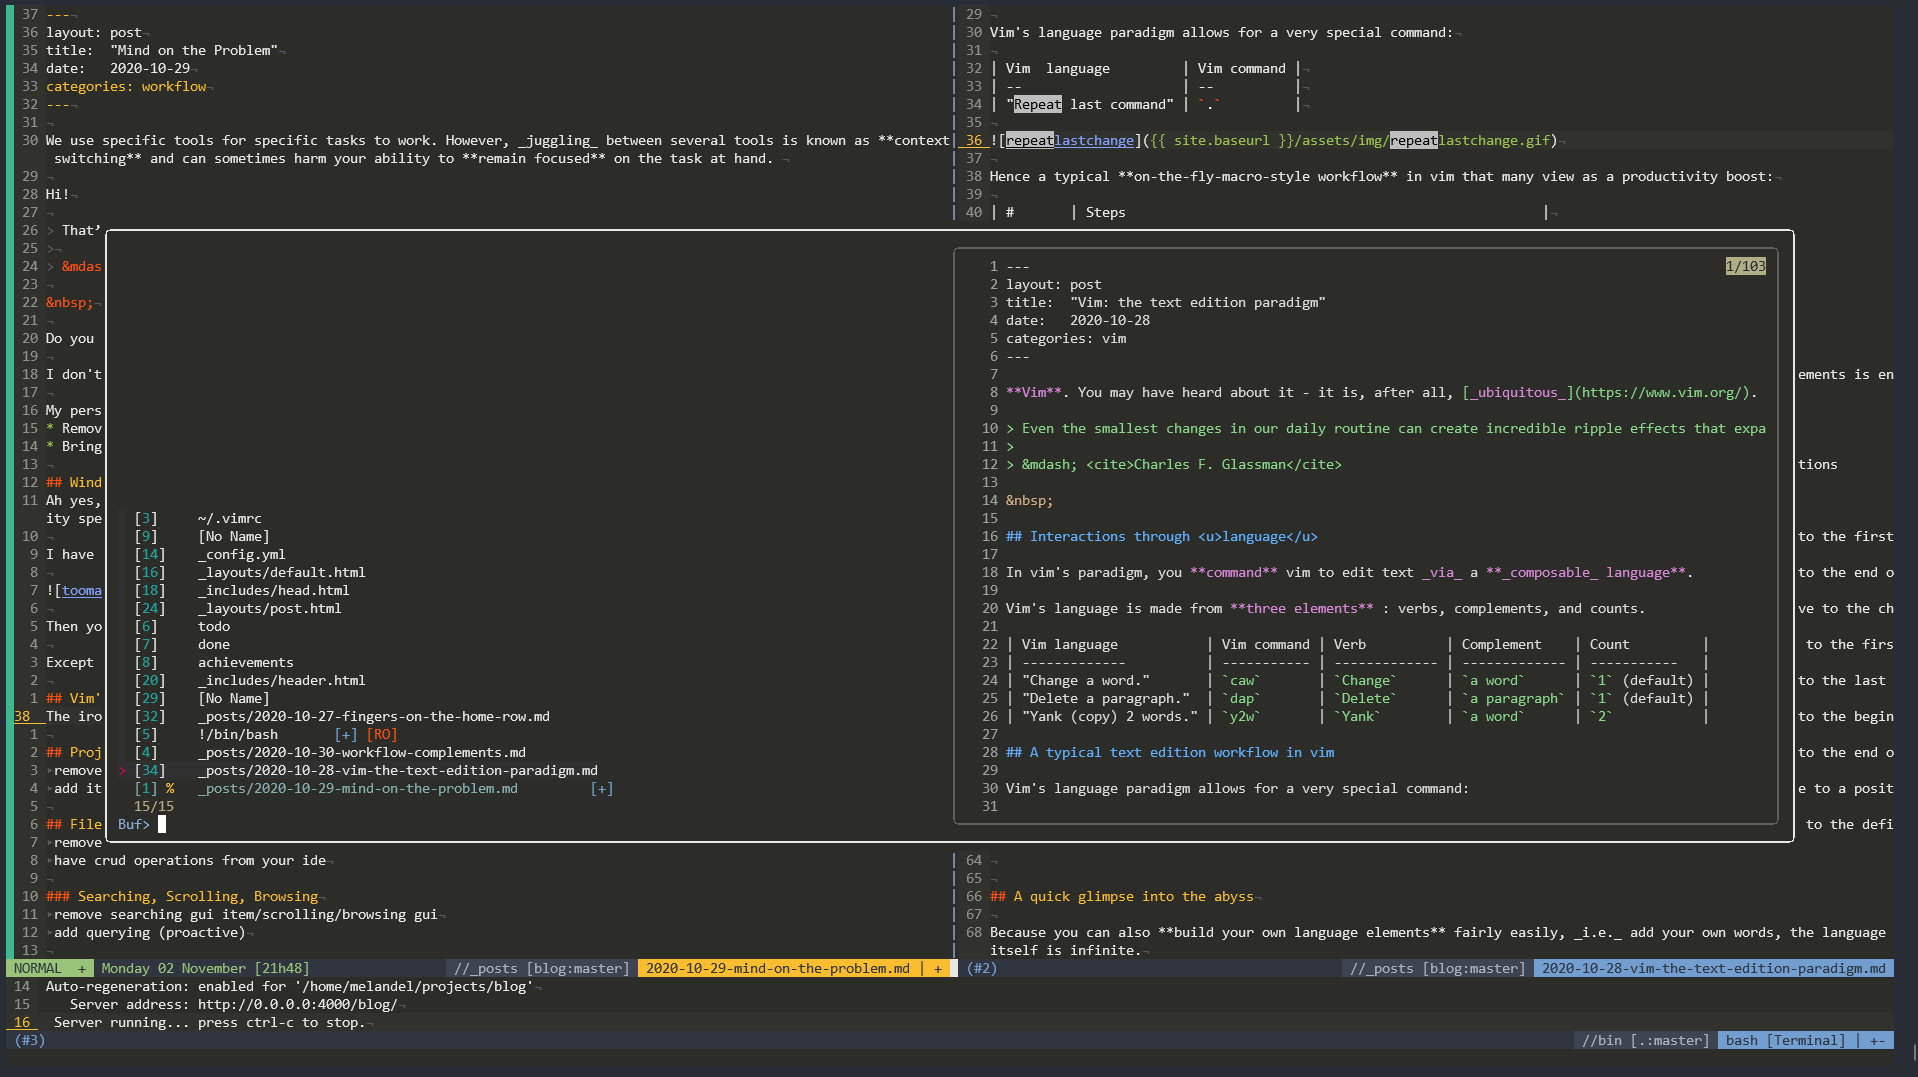 37 ---¬
36 layout: post¬
35 title:  "Mind on the Problem"¬
34 date:   2020-10-29¬
33 categories: workflow¬
32 ---¬
31 ¬
30 We use specific tools for specific tasks to work. However, _juggling_ between several tools is known as **context
switching** and can sometimes harm your ability to **remain focused** on the task at hand. ¬
29 ¬
28 Hi!¬
27 ¬
26 > That’
25 >¬
24 > &mdas
23 ¬
22 &nbsp;¬
21 ¬
20 Do you
19 ¬
18 I don't
17 ¬
16 My pers
15 * Remov
14 * Bring
13 ¬
12 ## Wind
11 Ah yes,
ity spe
10 ¬
9 I have
8 ¬
7 ![tooma
6 ¬
5 Then yo
4 ¬
3 Except
2 ¬
1 ## Vim'
38 The iro
1 ¬
2 ## Proj
3 ▸remove
4 ▸add it
5 ¬
6 ## File
7 ▸remove
8 ▸have crud operations from your ide¬
9 ¬
10 ### Searching, Scrolling, Browsing¬
11 ▸remove searching gui item/scrolling/browsing gui¬
12 ▸add querying (proactive)¬
13 ¬
29 ¬
30 Vim's language paradigm allows for a very special command:¬
31 ¬
32 | Vim  language         | Vim command |¬
33 | --                    | --          |¬
34 | "Repeat last command" | `.`         |¬
35 ¬
36 ![repeatlastchange]({{ site.baseurl }}/assets/img/repeatlastchange.gif)¬
37 ¬
38 Hence a typical **on-the-fly-macro-style workflow** in vim that many view as a productivity boost:¬
39 ¬
40 | #       | Steps                                                    |¬
ements is en
tions
to the first
to the end o
ve to the ch
to the firs
to the last
to the begin
to the end o
e to a posit
to the defi
64 ¬
65 ¬
66 ## A quick glimpse into the abyss¬
67 ¬
68 Because you can also **build your own language elements** fairly easily, _i.e._ add your own words, the language
itself is infinite.¬
[3]     ~/.vimrc
[9]     [No Name]
[14]    _config.yml
[16]    _layouts/default.html
[18]    _includes/head.html
[24]    _layouts/post.html
[6]     todo
[7]     done
[8]     achievements
[20]    _includes/header.html
[29]    [No Name]
[32]    _posts/2020-10-27-fingers-on-the-home-row.md
[5]     !/bin/bash       [+] [RO]
[4]     _posts/2020-10-30-workflow-complements.md
> [34]    _posts/2020-10-28-vim-the-text-edition-paradigm.md
[1] %   _posts/2020-10-29-mind-on-the-problem.md         [+]
15/15
Buf>
1/103
1 ---
2 layout: post
3 title:  "Vim: the text edition paradigm"
4 date:   2020-10-28
5 categories: vim
6 ---
7
8 **Vim**. You may have heard about it - it is, after all, [_ubiquitous_](https://www.vim.org/).
9
10 > Even the smallest changes in our daily routine can create incredible ripple effects that expa
11 >
12 > &mdash; <cite>Charles F. Glassman</cite>
13
14 &nbsp;
15
16 ## Interactions through <u>language</u>
17
18 In vim's paradigm, you **command** vim to edit text _via_ a **_composable_ language**.
19
20 Vim's language is made from **three elements** : verbs, complements, and counts.
21
22 | Vim language           | Vim command | Verb          | Complement    | Count         |
23 | -------------          | ----------- | ------------- | ------------- | -----------   |
24 | "Change a word."       | `caw`       | `Change`      | `a word`      | `1` (default) |
25 | "Delete a paragraph."  | `dap`       | `Delete`      | `a paragraph` | `1` (default) |
26 | "Yank (copy) 2 words." | `y2w`       | `Yank`        | `a word`      | `2`           |
27
28 ## A typical text edition workflow in vim
29
30 Vim's language paradigm allows for a very special command:
31
NORMAL  + Monday 02 November [21h48]    //_posts [blog:master]  2020-10-29-mind-on-the-problem.md | +
(#2)    //_posts [blog:master]  2020-10-28-vim-the-text-edition-paradigm.md
14 Auto-regeneration: enabled for '/home/melandel/projects/blog'¬
15    Server address: http://0.0.0.0:4000/blog/¬
16  Server running... press ctrl-c to stop.¬
(#3)    //bin [.:master]  bash [Terminal] | +-